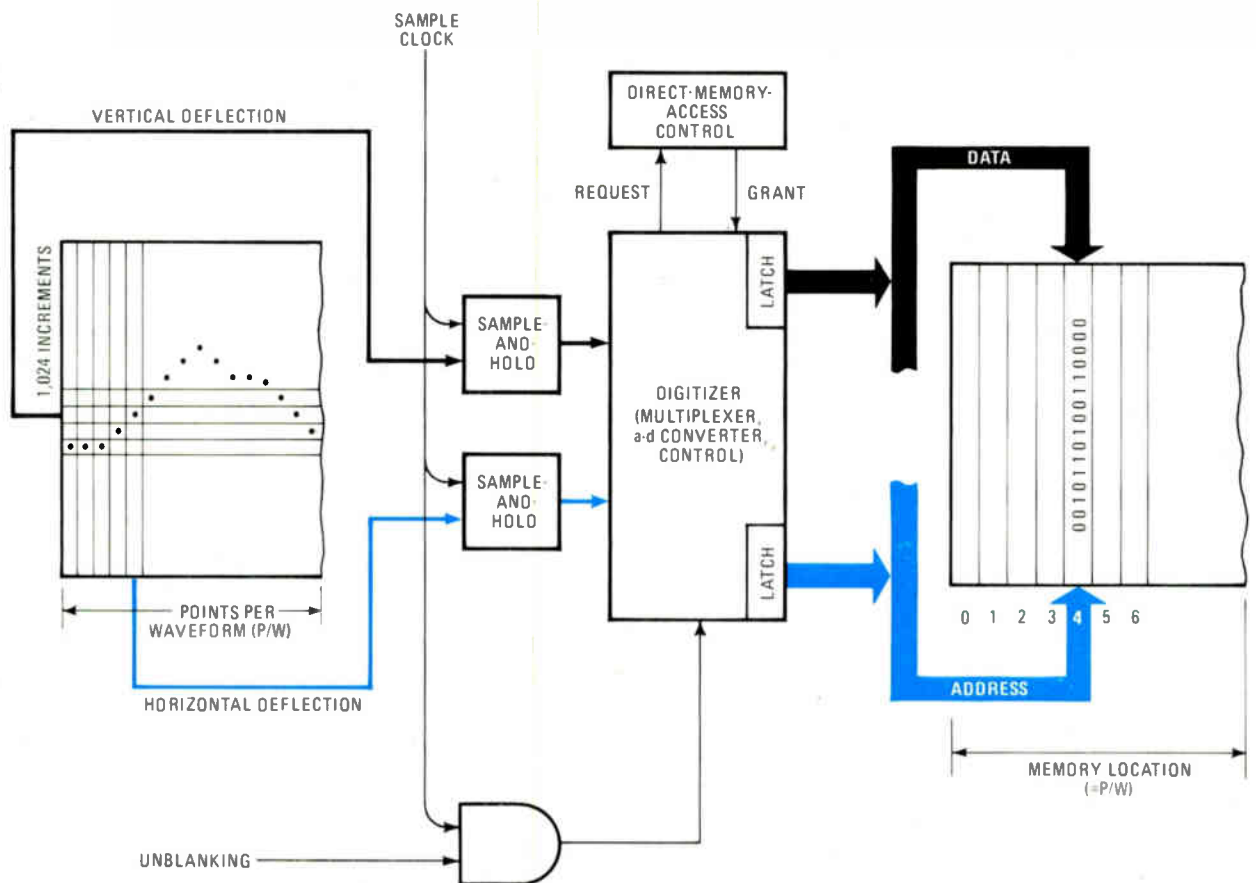 SAMPLE
CLOCK
VERTICAL DEFLECTION
DIRECT-MEMORY-
ACCESS
CONTROL
REQUEST
GRANT
DATA
1,024 INCREMENTS
SAMPLE-
AND-
HOLD
LATCH
DIGITIZER
(MULTIPLEXER,
a-d CONVERTER,
CONTROL)
SAMPLE-
AND-
HOLD
LATCH
0010110100110000
0 1 2 3 4 5 6
POINTS PER
WAVEFORM (P/W)
HORIZONTAL DEFLECTION
ADDRESS
MEMORY LOCATION
(=P/W)
UNBLANKING